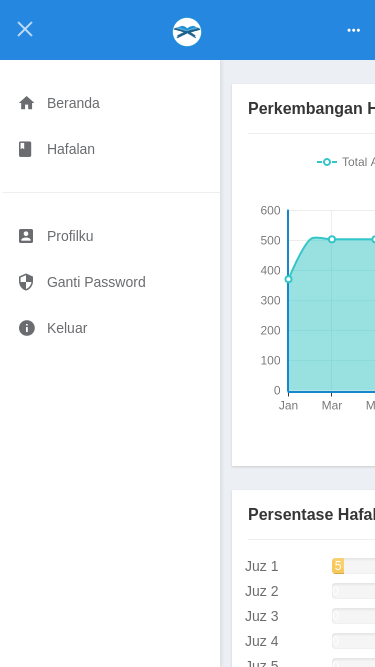 Beranda
Hafalan
Profilku
Ganti Password
Keluar
Perkembangan H
Total A
600
500
400
300
200
100
0
Jan Mar M
Persentase Hafal
Juz 1 5
Juz 2
Juz 3
Juz 4
Juz 5